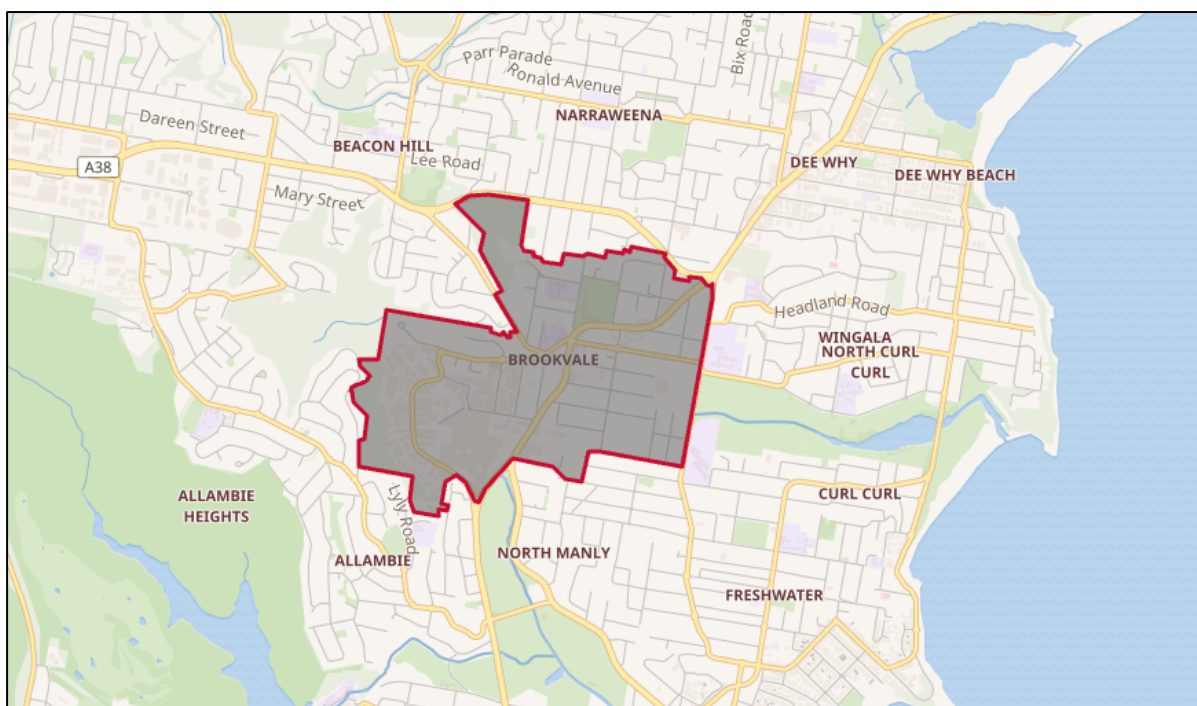 Parr Parade
Ronald Avenue
Bix Road
NARRAWEENA
Dareen Street
BEACON HILL
Lee Road
DEE WHY
A38
DEE WHY BEACH
Mary Street
Headland Road
WINGALA
NORTH CURL
CURL
BROOKVALE
ALLAMBIE
HEIGHTS
Lyly Road
CURL CURL
ALLAMBIE
NORTH MANLY
FRESHWATER